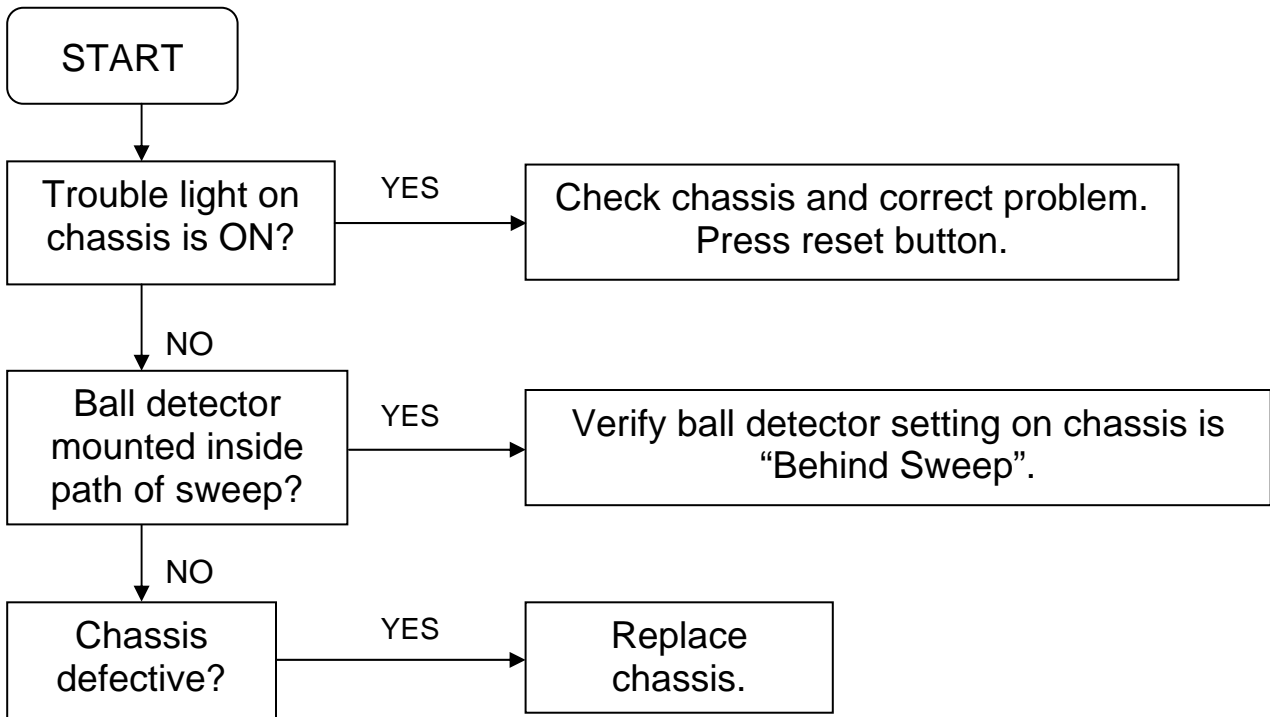 START
Trouble light on
chassis is ON?
YES
Check chassis and correct problem.
Press reset button.
NO
Ball detector
mounted inside
path of sweep?
YES
Verify ball detector setting on chassis is
“Behind Sweep”.
NO
Chassis
defective?
YES
Replace
chassis.